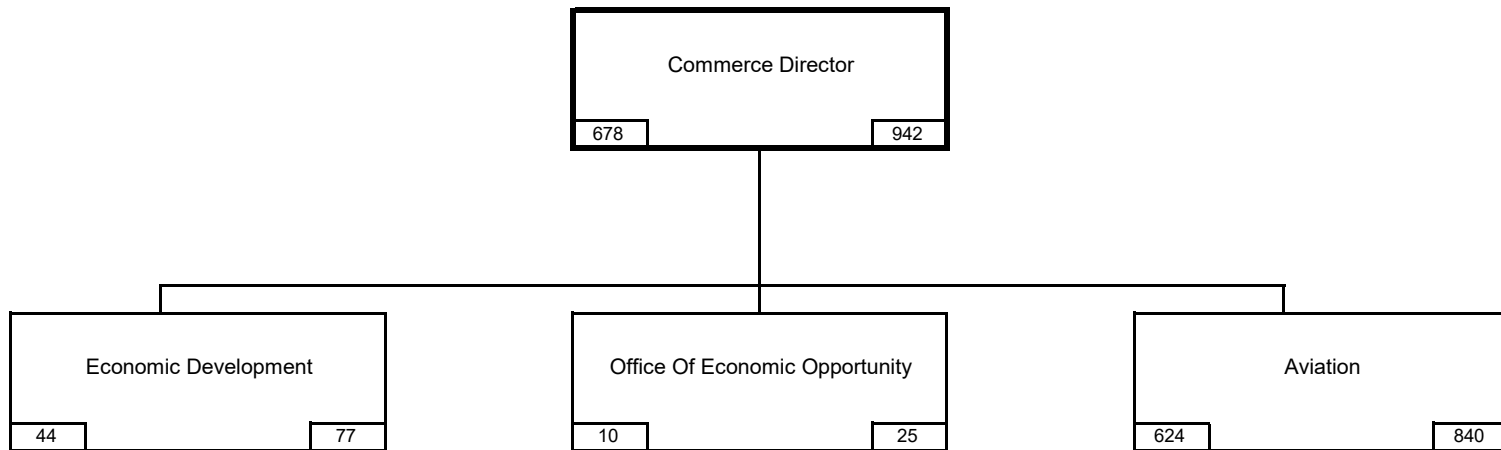 Commerce Director
678 942
Economic Development
44 77
Office Of Economic Opportunity
10 25
Aviation
624 840